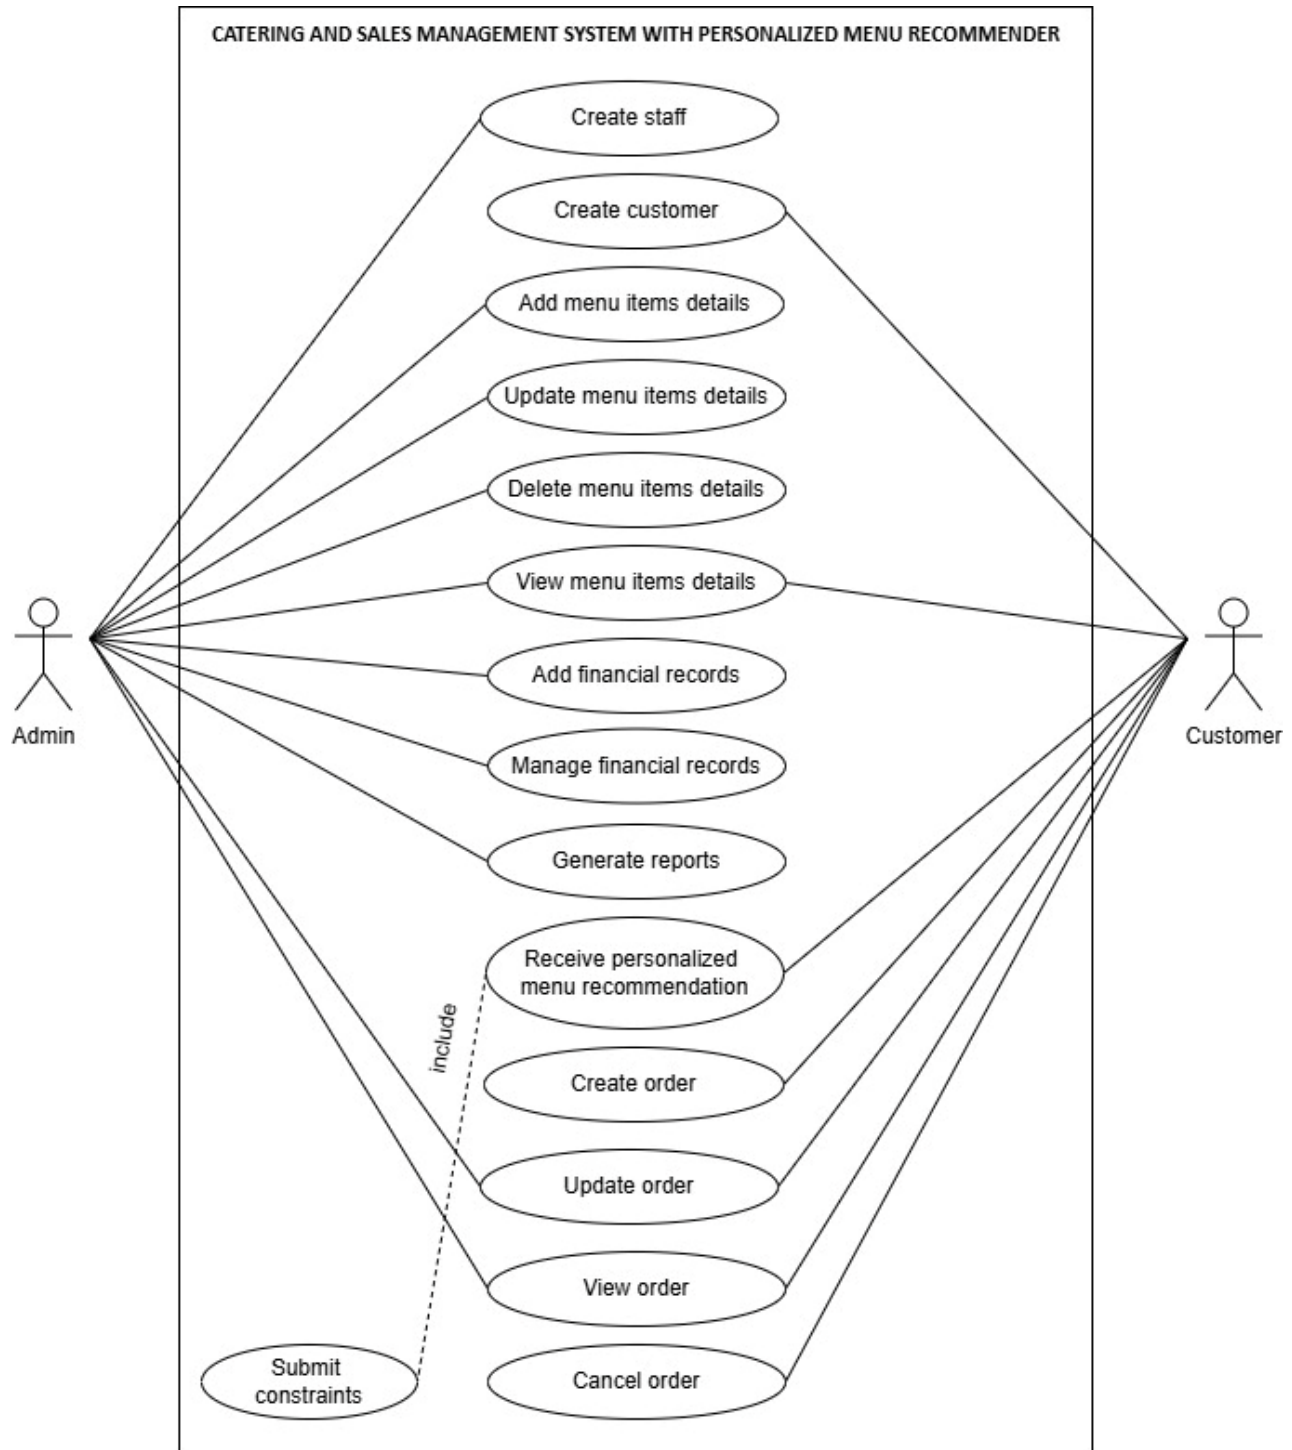 CATERING AND SALES MANAGEMENT SYSTEM WITH PERSONALIZED MENU RECOMMENDER
Create staff
Create customer
Add menu items details
Update menu items details
Delete menu items details
View menu items details
Add financial records
Admin
Customer
Manage financial records
Generate reports
Receive personalized
menu recommendation
include
Create order
Update order
View order
Submit
constraints
Cancel order